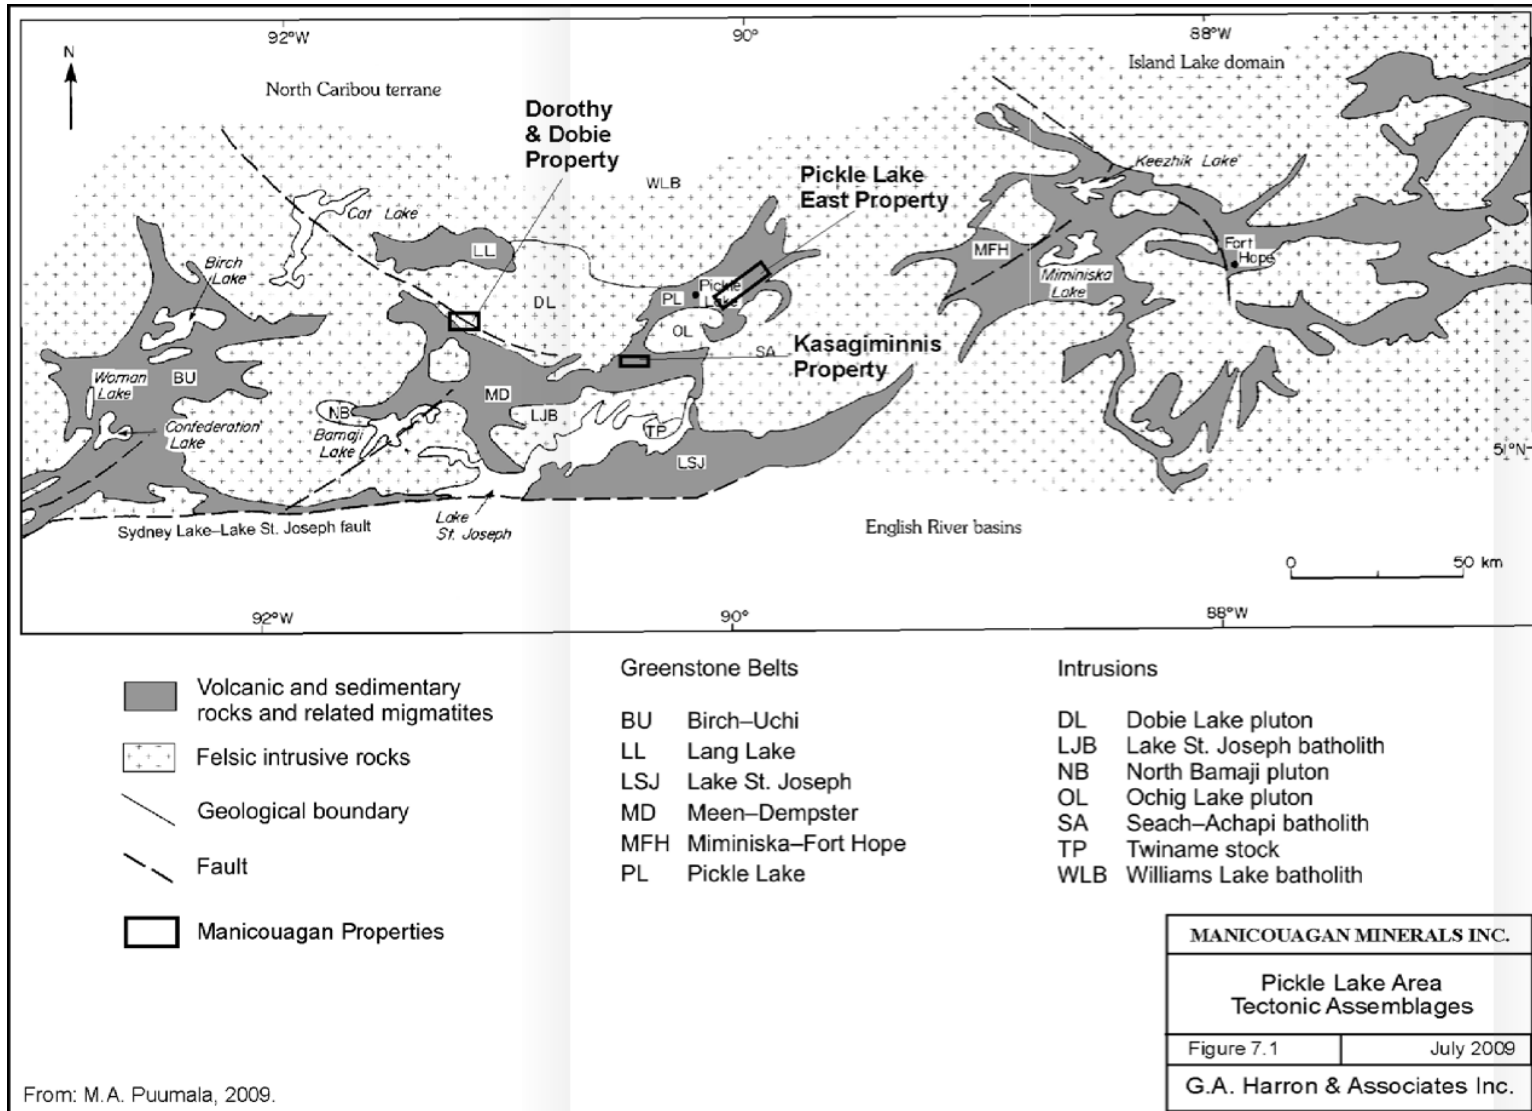 92°W
90°
88°W
N
North Caribou terrane
Island Lake domain
Dorothy
& Dobie
Property
WLB
Pickle Lake
East Property
Keezhik Lake
Cat Lake
LL
Birch
Lake
MFH
Fort
Hope
Miminiska
Lake
DL
PL
Pickle
Lake
OL
SA
Kasagiminnis
Property
Woman
Lake
BU
MD
NB
LJB
Confederation
Lake
Bamaji
Lake
TP
LSJ
51°N
Sydney Lake–Lake St. Joseph fault
Lake
St. Joseph
English River basins
0
50 km
92°W
90°
88°W
Volcanic and sedimentary
rocks and related migmatites
Felsic intrusive rocks
Geological boundary
Fault
Manicouagan Properties
Greenstone Belts
BU Birch–Uchi
LL Lang Lake
LSJ Lake St. Joseph
MD Meen–Dempster
MFH Miminiska–Fort Hope
PL Pickle Lake
Intrusions
DL Dobie Lake pluton
LJB Lake St. Joseph batholith
NB North Bamaji pluton
OL Ochig Lake pluton
SA Seach–Achapi batholith
TP Twiname stock
WLB Williams Lake batholith
MANICOUAGAN MINERALS INC.
Pickle Lake Area
Tectonic Assemblages
Figure 7.1
July 2009
G.A. Harron & Associates Inc.
From: M.A. Puumala, 2009.